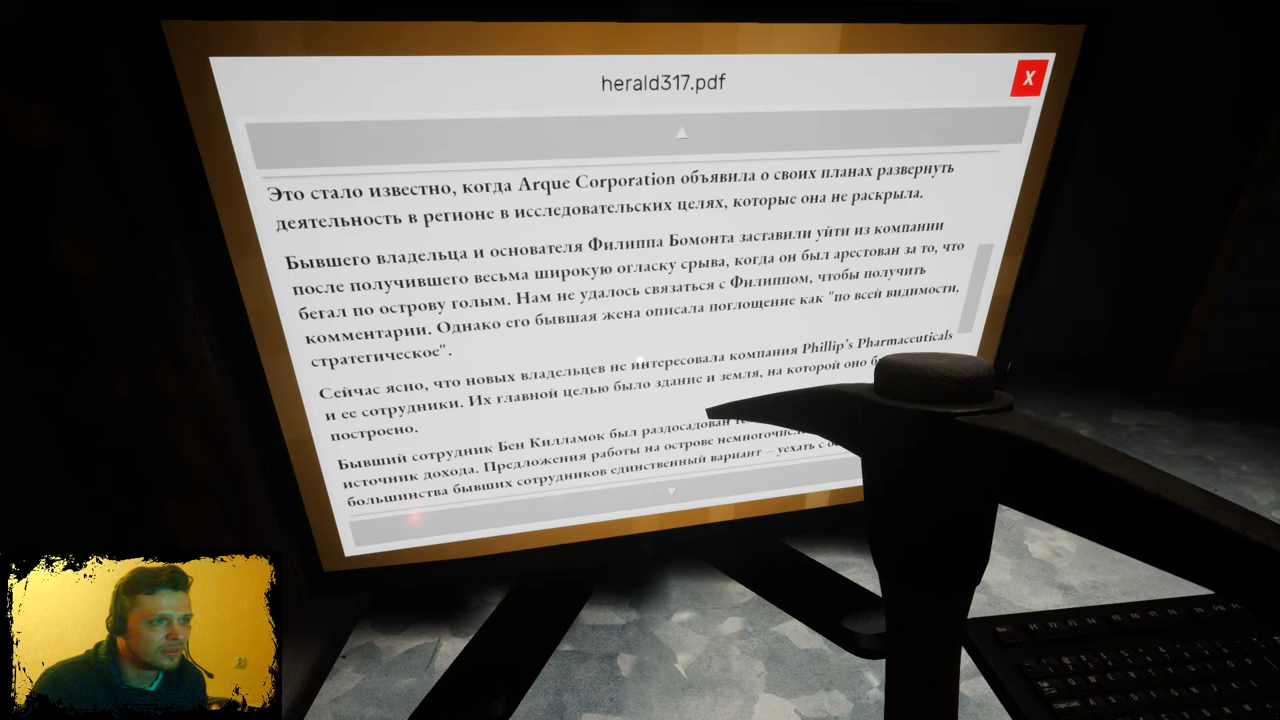 herald317.pdf
X
Это стало известно, когда Arque Corporation объявила о своих планах развернуть
деятельность в регионе в исследовательских целях, которые она не раскрыла.
Бывшего владельца и основателя Филиппа Бомонта заставили уйти из компании
после получившего весьма широкую огласку срыва, когда он был арестован за то, что
бегал по острову голым. Нам не удалось связаться с Филиппом, чтобы получить
комментарии. Однако его бывшая жена описала поглощение как "по всей видимости,
стратегическое".
Сейчас ясно, что новых владельцев не интересовала компания Phillip's Pharmaceuticals
и ее сотрудники. Их главной целью было здание и земля, на которой оно
построено.
Бывший сотрудник Бен Килламок был раздосадован
источник дохода. Предложения работы на острове
большинства бывших сотрудников единственный вариант – уехать с